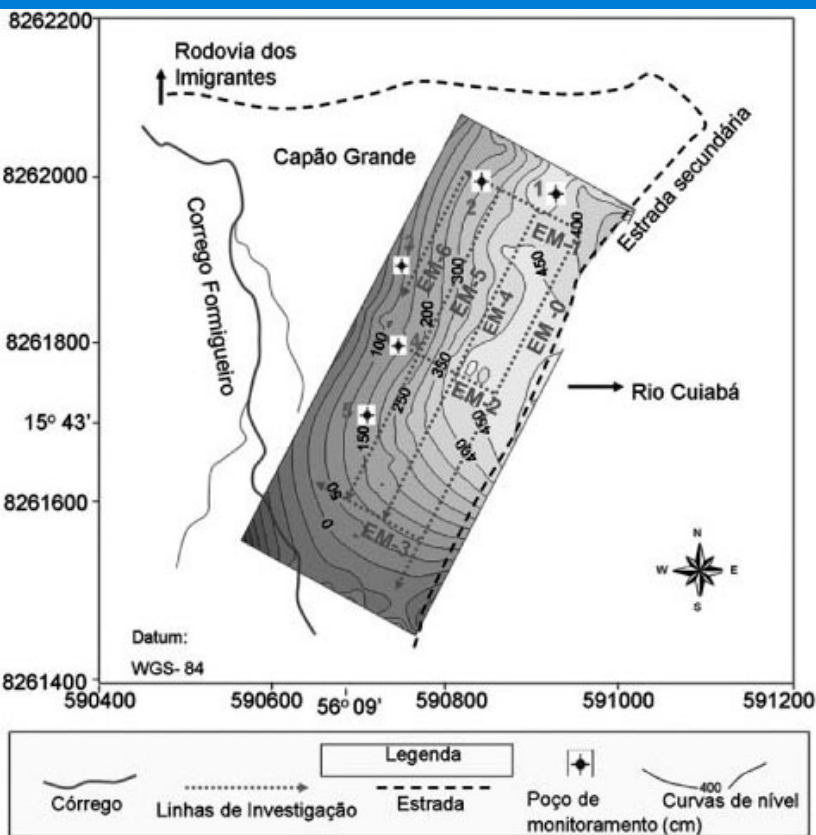 8262200
Rodovia dos
Imigrantes
Estrada secundária
Capão Grande
8262000
Corrego Formigueiro
1
2
3
4
5
400
EM-1
450
EM-6
EM-5
300
EM-4
EM -0
200
100
8261800
350
EM-2
Rio Cuiabá
250
450
15º 43'
150
400
8261600
50
0
EM-3
N
W
E
S
Datum:
WGS- 84
8261400
590400
590600
56º 09'
590800
591000
591200
Legenda
Córrego
Linhas de Investigação
Estrada
Poço de
monitoramento (cm)
400
Curvas de nível